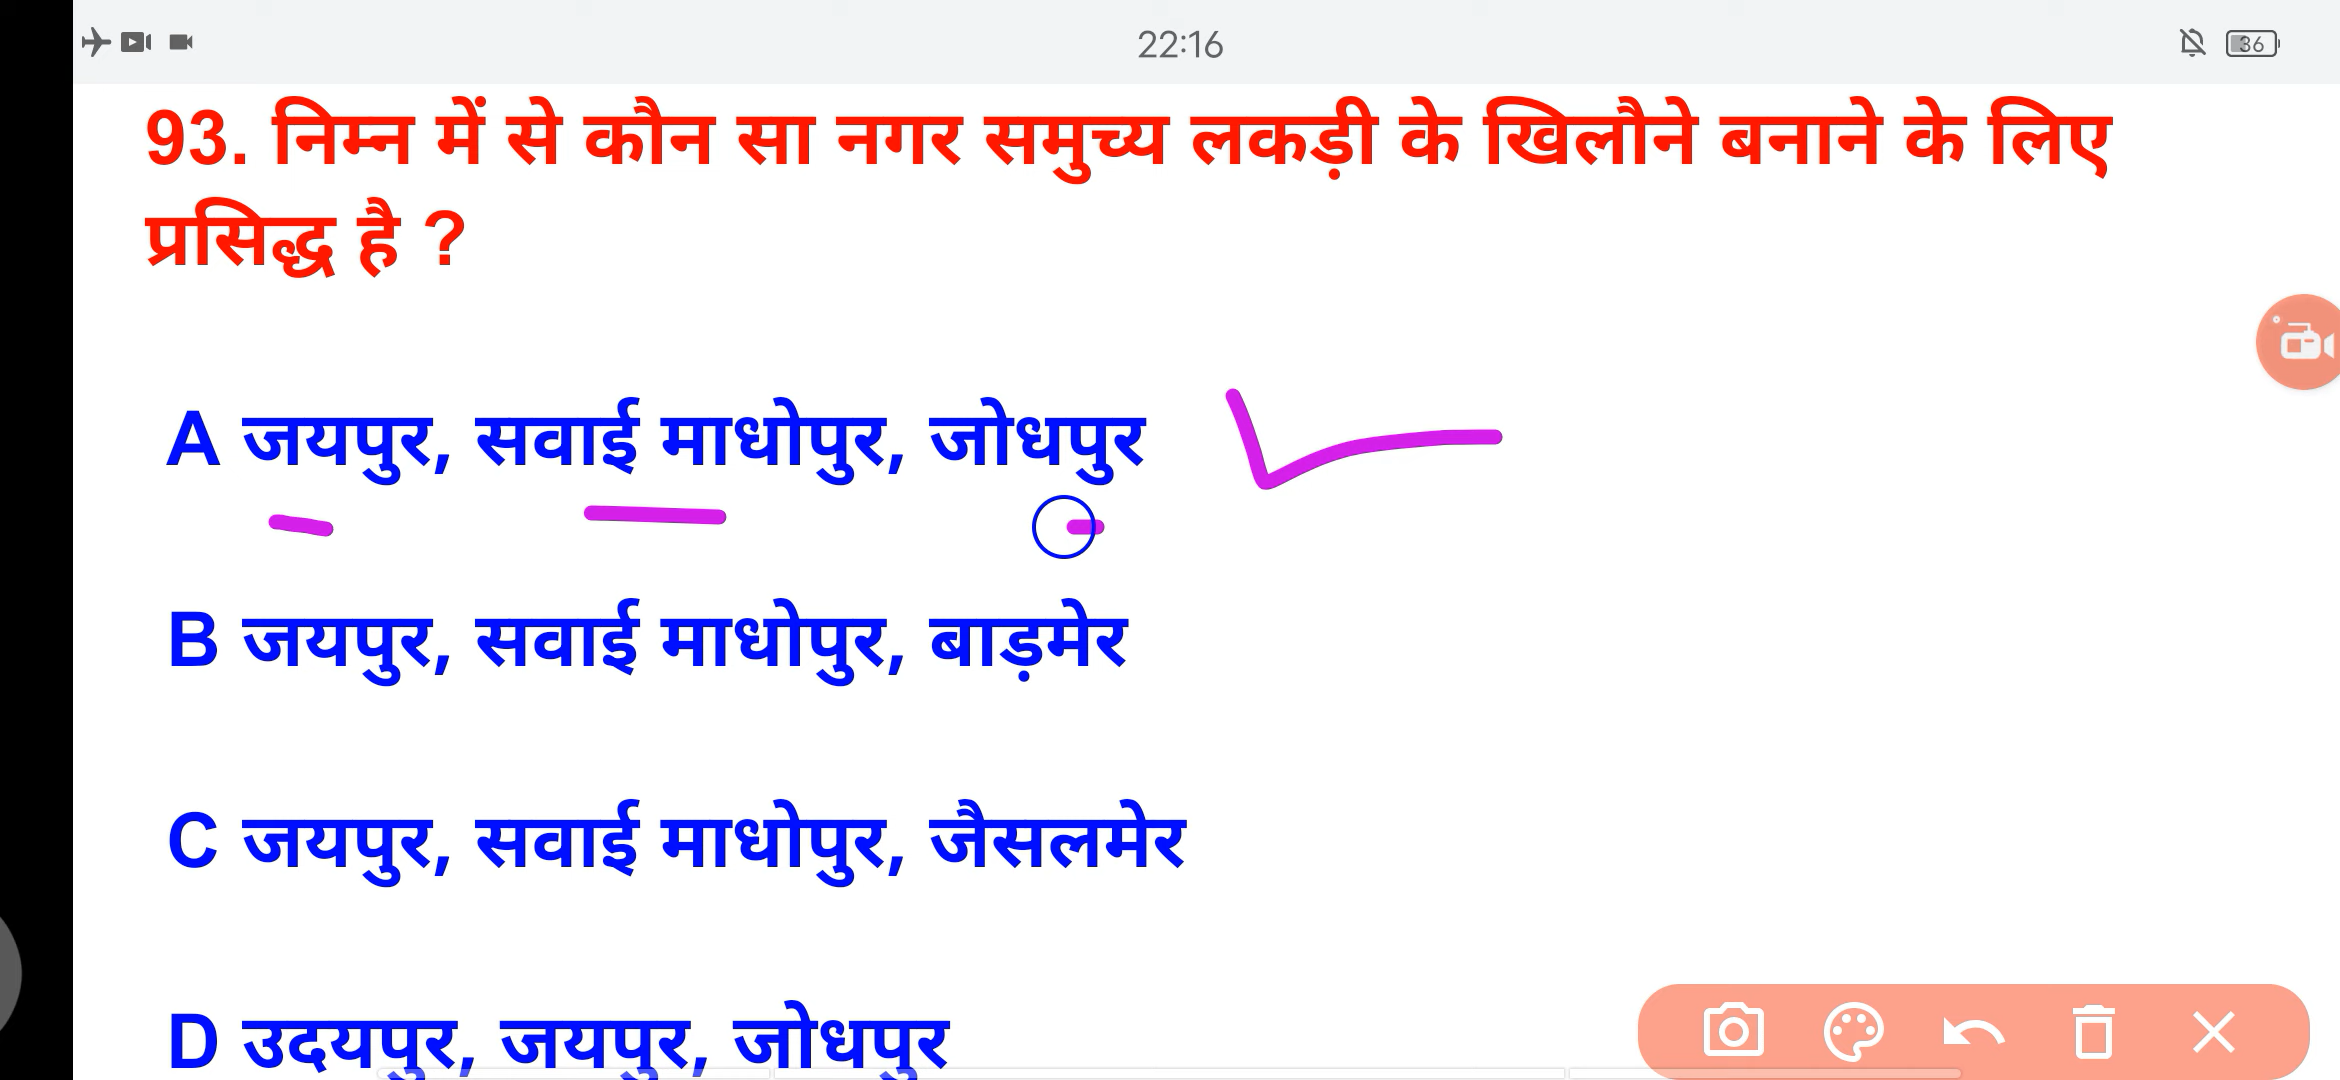 22:16
36
93. निम्न में से कौन सा नगर समुच्य लकड़ी के खिलौने बनाने के लिए
प्रसिद्ध है ?
A जयपुर, सवाई माधोपुर, जोधपुर
B जयपुर, सवाई माधोपुर, बाड़मेर
C जयपुर, सवाई माधोपुर, जैसलमेर
D उदयपुर, जयपुर, जोधपुर